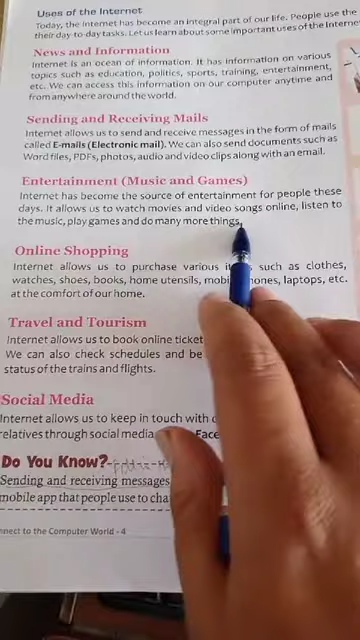 Uses of the Internet
Today, the Internet has become an integral part of our life. People use the
their day-to-day tasks. Let us learn about some important uses of the Interne
News and Information
Internet is an ocean of information. It has information on various
topics such as education, politics, sports, training, entertainment,
etc. We can access this information on our computer anytime and
from anywhere around the world.
Sending and Receiving Mails
Internet allows us to send and receive messages in the form of mails
called E-mails (Electronic mail). We can also send documents such as
Word files, PDFs, photos, audio and video clips along with an email.
Entertainment (Music and Games)
Internet has become the source of entertainment for people these
days. It allows us to watch movies and video songs online, listen to
the music, play games and do many more things.
Online Shopping
Internet allows us to purchase various it s such as clothes,
watches, shoes, books, home utensils, mobi hones, laptops, etc.
at the comfort of our home.
Travel and Tourism
Internet allows us to book online ticket
We can also check schedules and be
status of the trains and flights.
Social Media
Internet allows us to keep in touch with
relatives through social media Face
Do You Know?
Sending and receiving messages
mobile app that people use to cha
nnect to the Computer World - 4